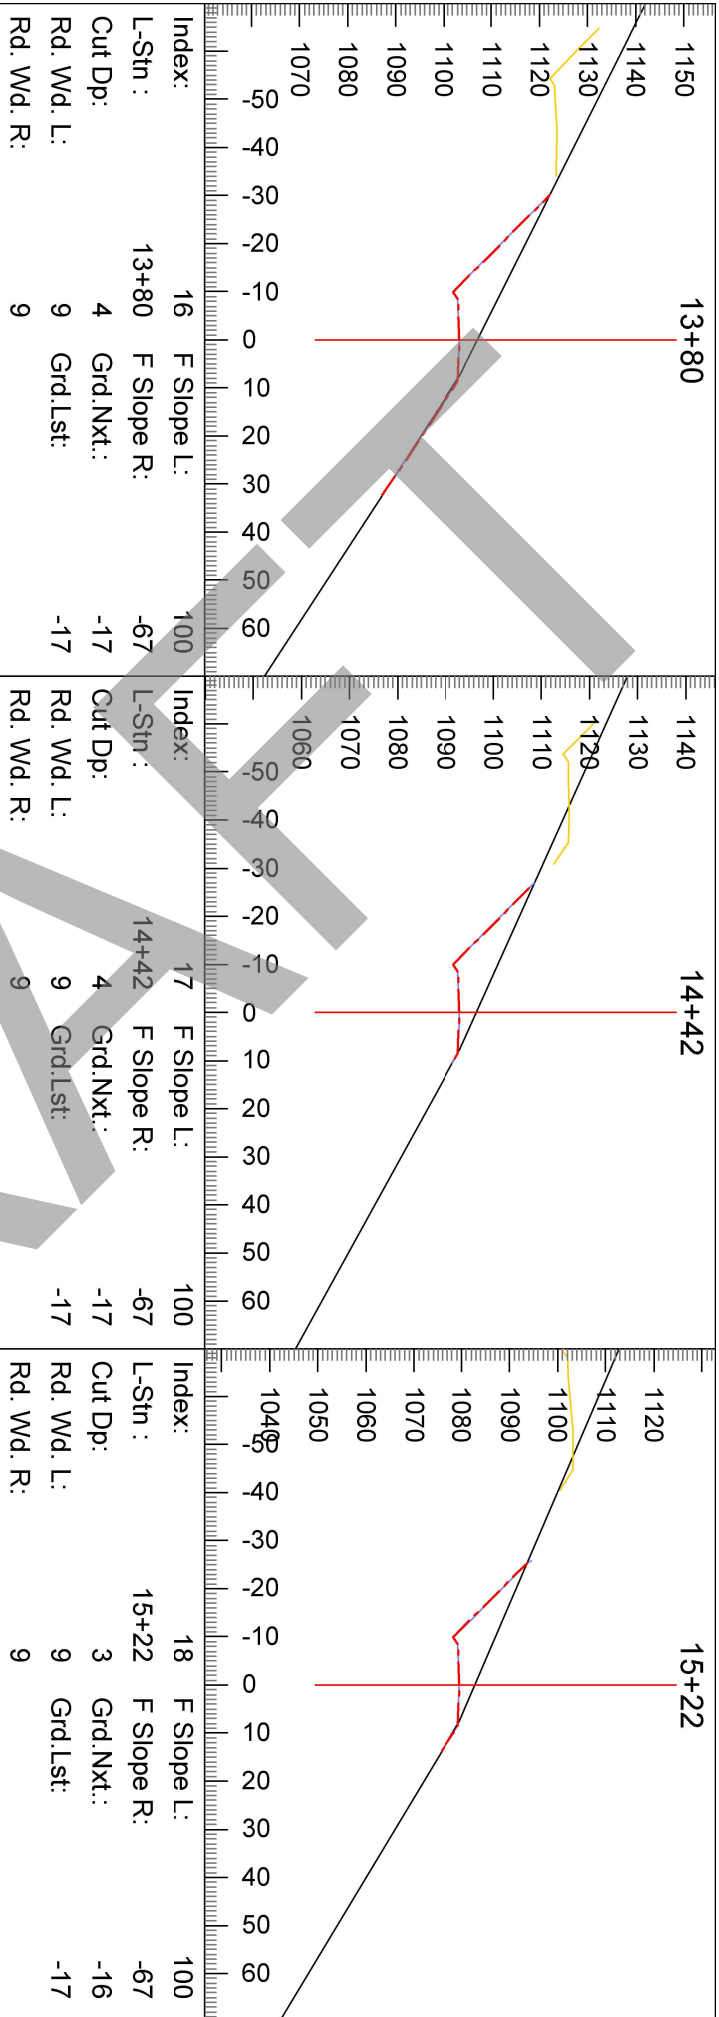 13+80
1150
1140
1130
1120
1110
1100
1090
1080
1070
-50 -40 -30 -20 -10 0 10 20 30 40 50 60
Index: 16 F Slope L: 100
L-Stn : 13+80 F Slope R: -67
Cut Dp: 4 Grd.Nxt.: -17
Rd. Wd. L: 9 Grd.Lst: -17
Rd. Wd. R: 9
14+42
1140
1130
1120
1110
1100
1090
1080
1070
1060
-50 -40 -30 -20 -10 0 10 20 30 40 50 60
Index: 17 F Slope L: 100
L-Stn : 14+42 F Slope R: -67
Cut Dp: 4 Grd.Nxt.: -17
Rd. Wd. L: 9 Grd.Lst: -17
Rd. Wd. R: 9
15+22
1120
1110
1100
1090
1080
1070
1060
1050
1040
-50 -40 -30 -20 -10 0 10 20 30 40 50 60
Index: 18 F Slope L: 100
L-Stn : 15+22 F Slope R: -67
Cut Dp: 3 Grd.Nxt.: -16
Rd. Wd. L: 9 Grd.Lst: -17
Rd. Wd. R: 9
AFT